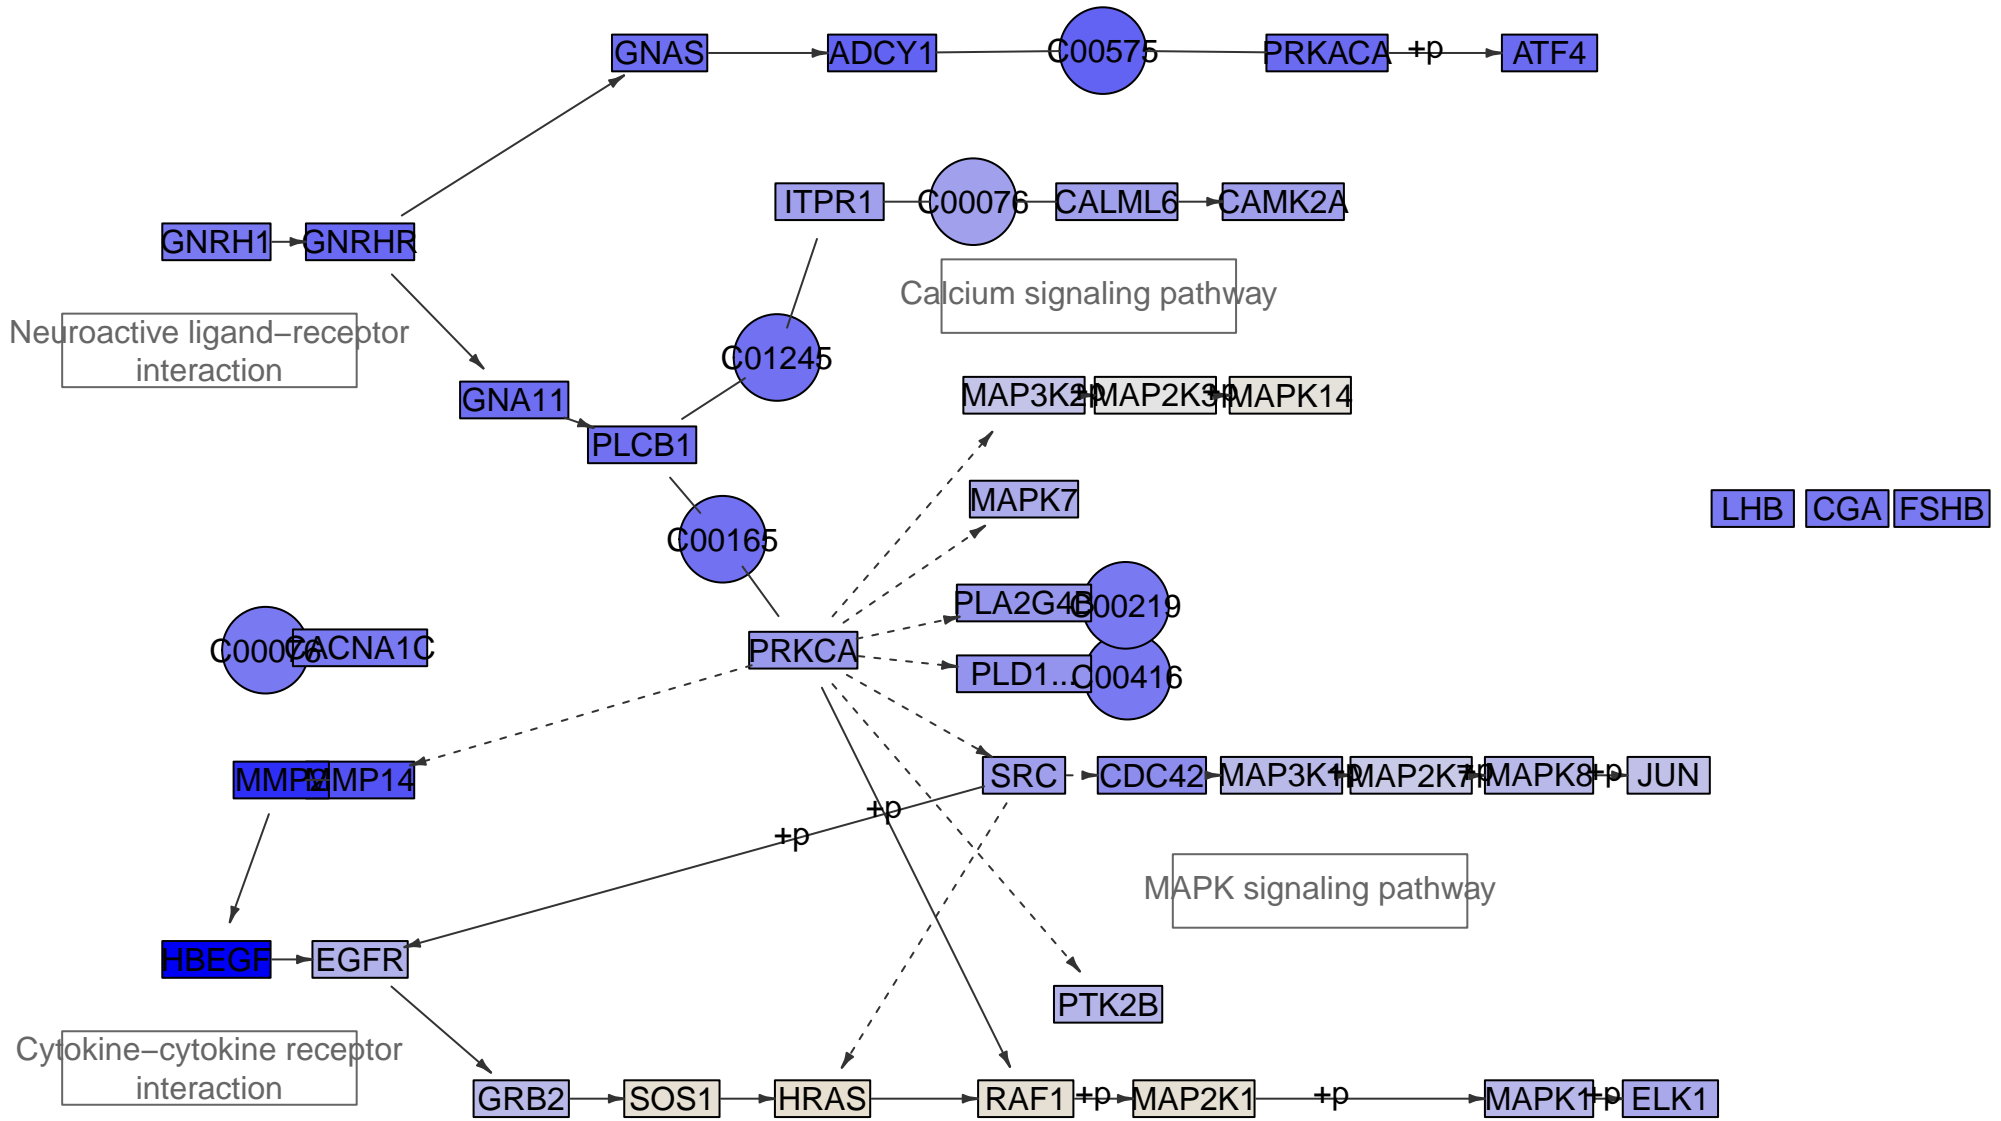 GNAS
ADCY1
C00575
PRKACA
+p
ATF4
ITPR1
C00076
CALML6
CAMK2A
GNRH1
GNRHR
Calcium signaling pathway
Neuroactive ligand–receptor
interaction
C01245
GNA11
MAP3K2
+p
MAP2K3
+p
MAPK14
PLCB1
MAPK7
LHB
CGA
FSHB
C00165
PLA2G4B
C00219
C00076
CACNA1C
PRKCA
PLD1...
C00416
MMP2
MMP14
SRC
CDC42
MAP3K1
+p
MAP2K7
+p
MAPK8
+p
JUN
+p
+p
MAPK signaling pathway
HBEGF
EGFR
PTK2B
Cytokine–cytokine receptor
interaction
GRB2
SOS1
HRAS
RAF1
+p
MAP2K1
+p
MAPK1
+p
ELK1